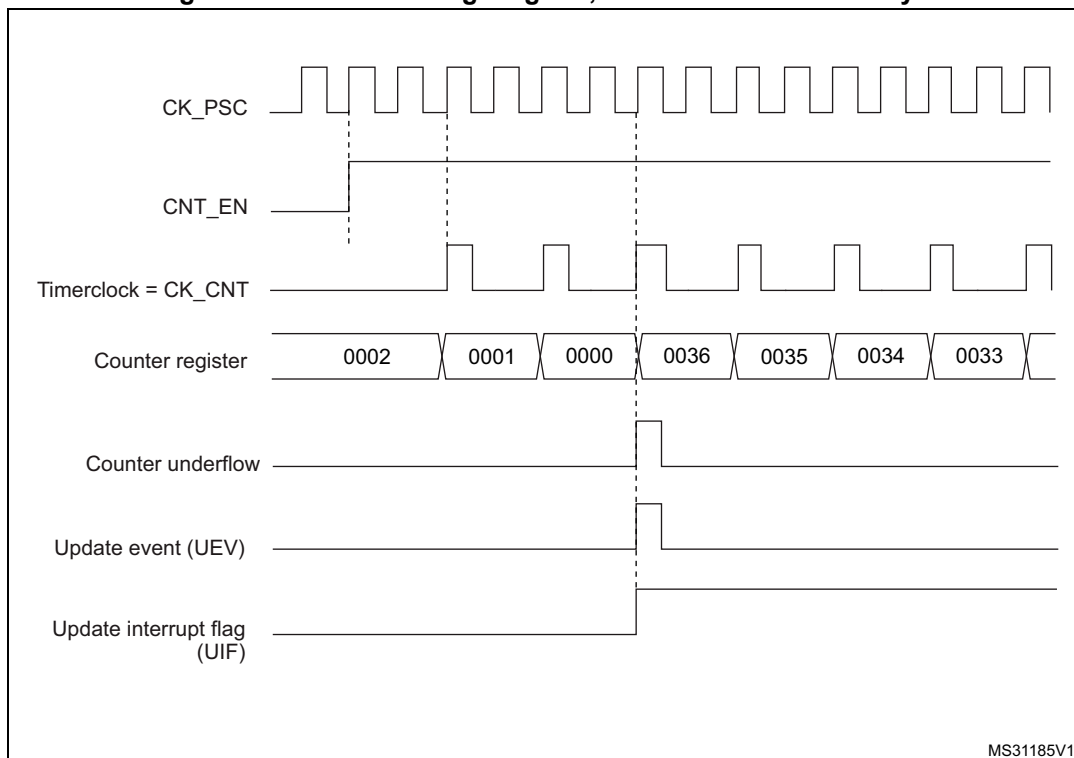 CK_PSC
CNT_EN
Timerclock = CK_CNT
Counter register
0002 0001 0000 0036 0035 0034 0033
Counter underflow
Update event (UEV)
Update interrupt flag
(UIF)
MS31185V1